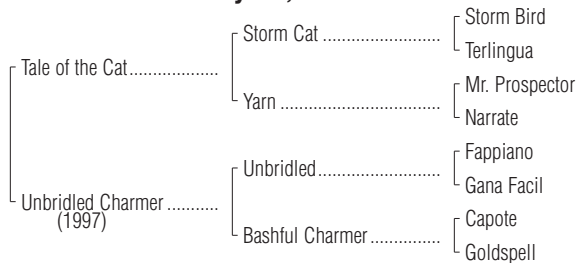 Storm Bird
Storm Cat
Terlingua
Tale of the Cat
Mr. Prospector
Yarn
Narrate
Fappiano
Unbridled
Gana Facil
Unbridled Charmer
(1997)
Capote
Bashful Charmer
Goldspell